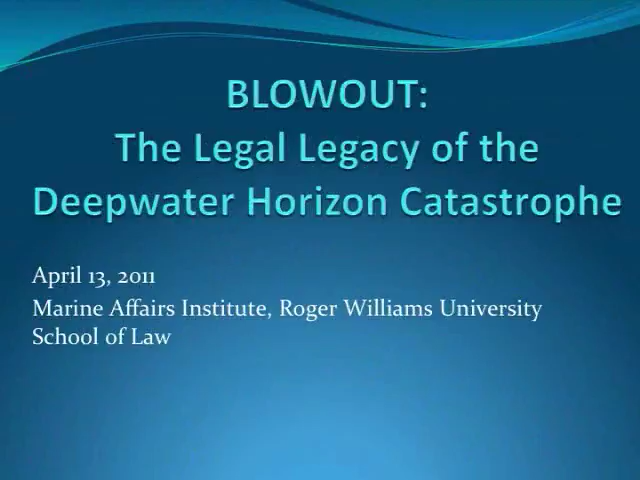 BLOWOUT:
The Legal Legacy of the
Deepwater Horizon Catastrophe
April 13, 2011
Marine Affairs Institute, Roger Williams University
School of Law